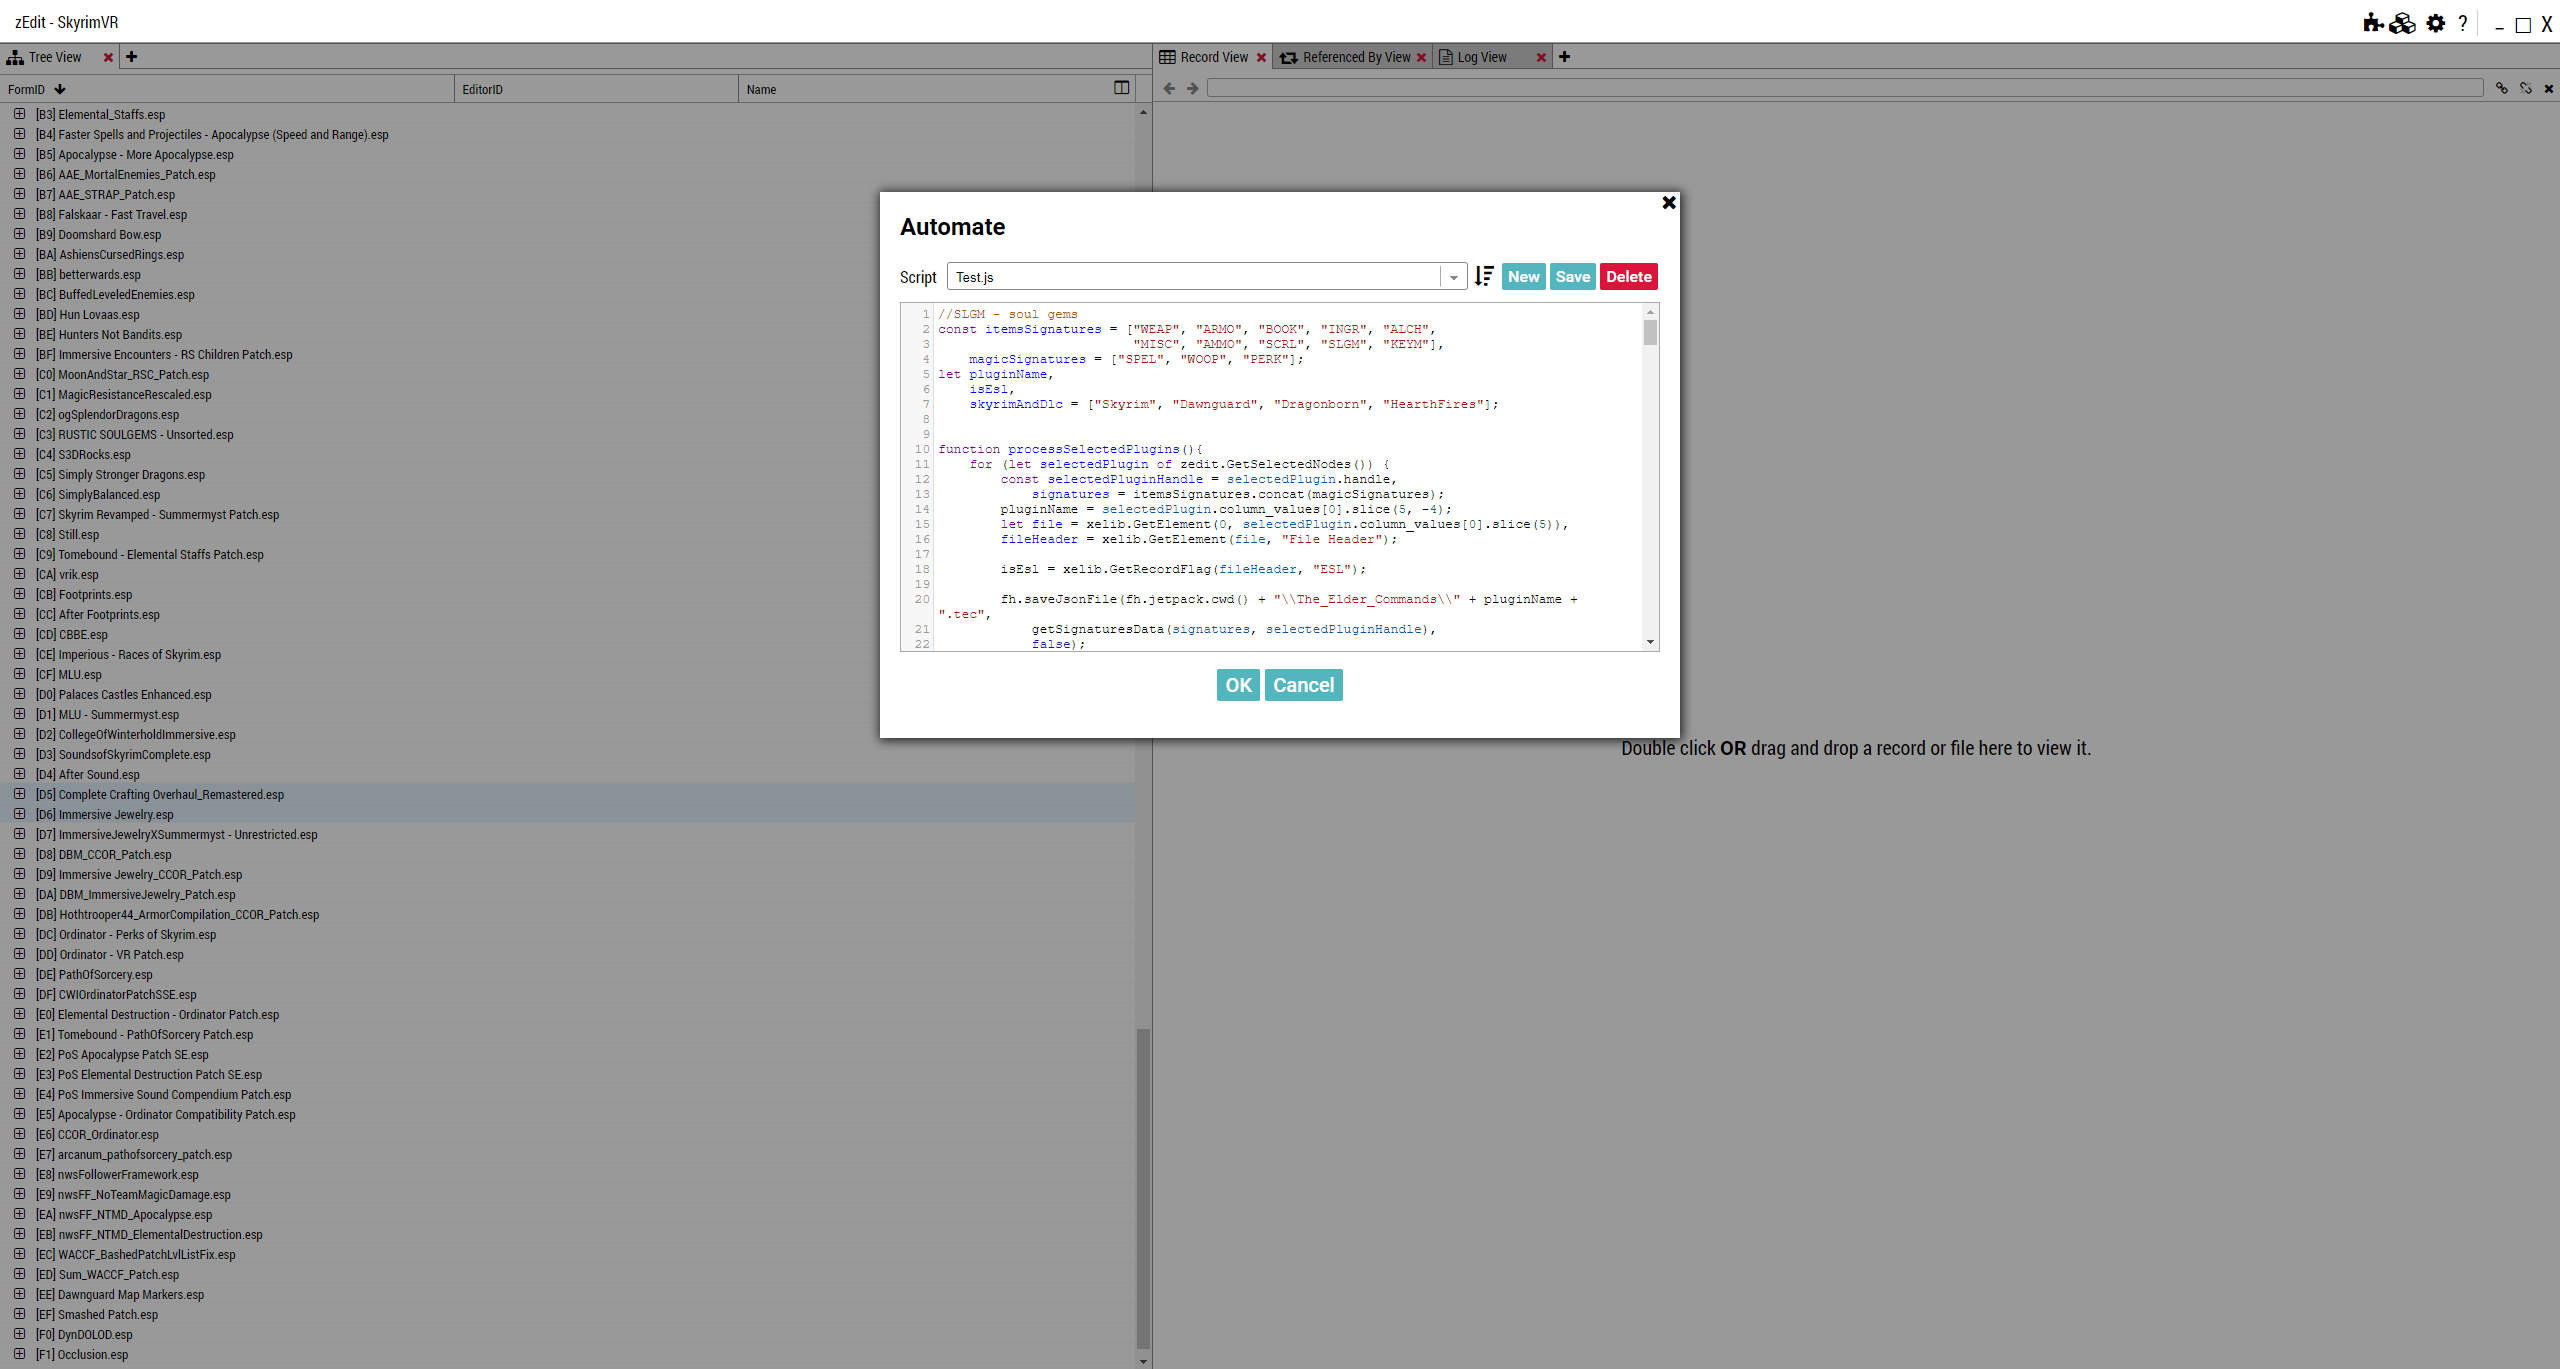 zEdit - SkyrimVR
? _ □ X
Tree View
Record View
Referenced By View
Log View
FormID
EditorID
Name
[B3] Elemental_Staffs.esp
[B4] Faster Spells and Projectiles - Apocalypse (Speed and Range).esp
[B5] Apocalypse - More Apocalypse.esp
[B6] AAE_MortalEnemies_Patch.esp
[B7] AAE_STRAP_Patch.esp
[B8] Falskaar - Fast Travel.esp
[B9] Doomshard Bow.esp
[BA] AshiensCursedRings.esp
[BB] betterwards.esp
[BC] BuffedLeveledEnemies.esp
[BD] Hun Lovaas.esp
[BE] Hunters Not Bandits.esp
[BF] Immersive Encounters - RS Children Patch.esp
[C0] MoonAndStar_RSC_Patch.esp
[C1] MagicResistanceRescaled.esp
[C2] ogSplendorDragons.esp
[C3] RUSTIC SOULGEMS - Unsorted.esp
[C4] S3DRocks.esp
[C5] Simply Stronger Dragons.esp
[C6] SimplyBalanced.esp
[C7] Skyrim Revamped - Summermyst Patch.esp
[C8] Still.esp
[C9] Tomebound - Elemental Staffs Patch.esp
[CA] vrik.esp
[CB] Footprints.esp
[CC] After Footprints.esp
[CD] CBBE.esp
[CE] Imperious - Races of Skyrim.esp
[CF] MLU.esp
[D0] Palaces Castles Enhanced.esp
[D1] MLU - Summermyst.esp
[D2] CollegeOfWinterholdImmersive.esp
[D3] SoundsofSkyrimComplete.esp
[D4] After Sound.esp
[D5] Complete Crafting Overhaul_Remastered.esp
[D6] Immersive Jewelry.esp
[D7] ImmersiveJewelryXSummermyst - Unrestricted.esp
[D8] DBM_CCOR_Patch.esp
[D9] Immersive Jewelry_CCOR_Patch.esp
[DA] DBM_ImmersiveJewelry_Patch.esp
[DB] Hothtrooper44_ArmorCompilation_CCOR_Patch.esp
[DC] Ordinator - Perks of Skyrim.esp
[DD] Ordinator - VR Patch.esp
[DE] PathOfSorcery.esp
[DF] CWIOrdinatorPatchSSE.esp
[E0] Elemental Destruction - Ordinator Patch.esp
[E1] Tomebound - PathOfSorcery Patch.esp
[E2] PoS Apocalypse Patch SE.esp
[E3] PoS Elemental Destruction Patch SE.esp
[E4] PoS Immersive Sound Compendium Patch.esp
[E5] Apocalypse - Ordinator Compatibility Patch.esp
[E6] CCOR_Ordinator.esp
[E7] arcanum_pathofsorcery_patch.esp
[E8] nwsFollowerFramework.esp
[E9] nwsFF_NoTeamMagicDamage.esp
[EA] nwsFF_NTMD_Apocalypse.esp
[EB] nwsFF_NTMD_ElementalDestruction.esp
[EC] WACCF_BashedPatchLvlListFix.esp
[ED] Sum_WACCF_Patch.esp
[EE] Dawnguard Map Markers.esp
[EF] Smashed Patch.esp
[F0] DynDOLOD.esp
[F1] Occlusion.esp
Automate
Script Test.js New Save Delete
1 //SLGM - soul gems
2 const itemsSignatures = ["WEAP", "ARMO", "BOOK", "INGR", "ALCH",
3 "MISC", "AMMO", "SCRL", "SLGM", "KEYM"],
4 magicSignatures = ["SPEL", "WOOP", "PERK"];
5 let pluginName,
6 isEsl,
7 skyrimAndDlc = ["Skyrim", "Dawnguard", "Dragonborn", "HearthFires"];
8
9
10 function processSelectedPlugins(){
11 for (let selectedPlugin of zedit.GetSelectedNodes()) {
12 const selectedPluginHandle = selectedPlugin.handle,
13 signatures = itemsSignatures.concat(magicSignatures);
14 pluginName = selectedPlugin.column_values[0].slice(5, -4);
15 let file = xelib.GetElement(0, selectedPlugin.column_values[0].slice(5)),
16 fileHeader = xelib.GetElement(file, "File Header");
17
18 isEsl = xelib.GetRecordFlag(fileHeader, "ESL");
19
20 fh.saveJsonFile(fh.jetpack.cwd() + "\\The_Elder_Commands\\" + pluginName +
".tec",
21 getSignaturesData(signatures, selectedPluginHandle),
22 false);
OK Cancel
Double click OR drag and drop a record or file here to view it.